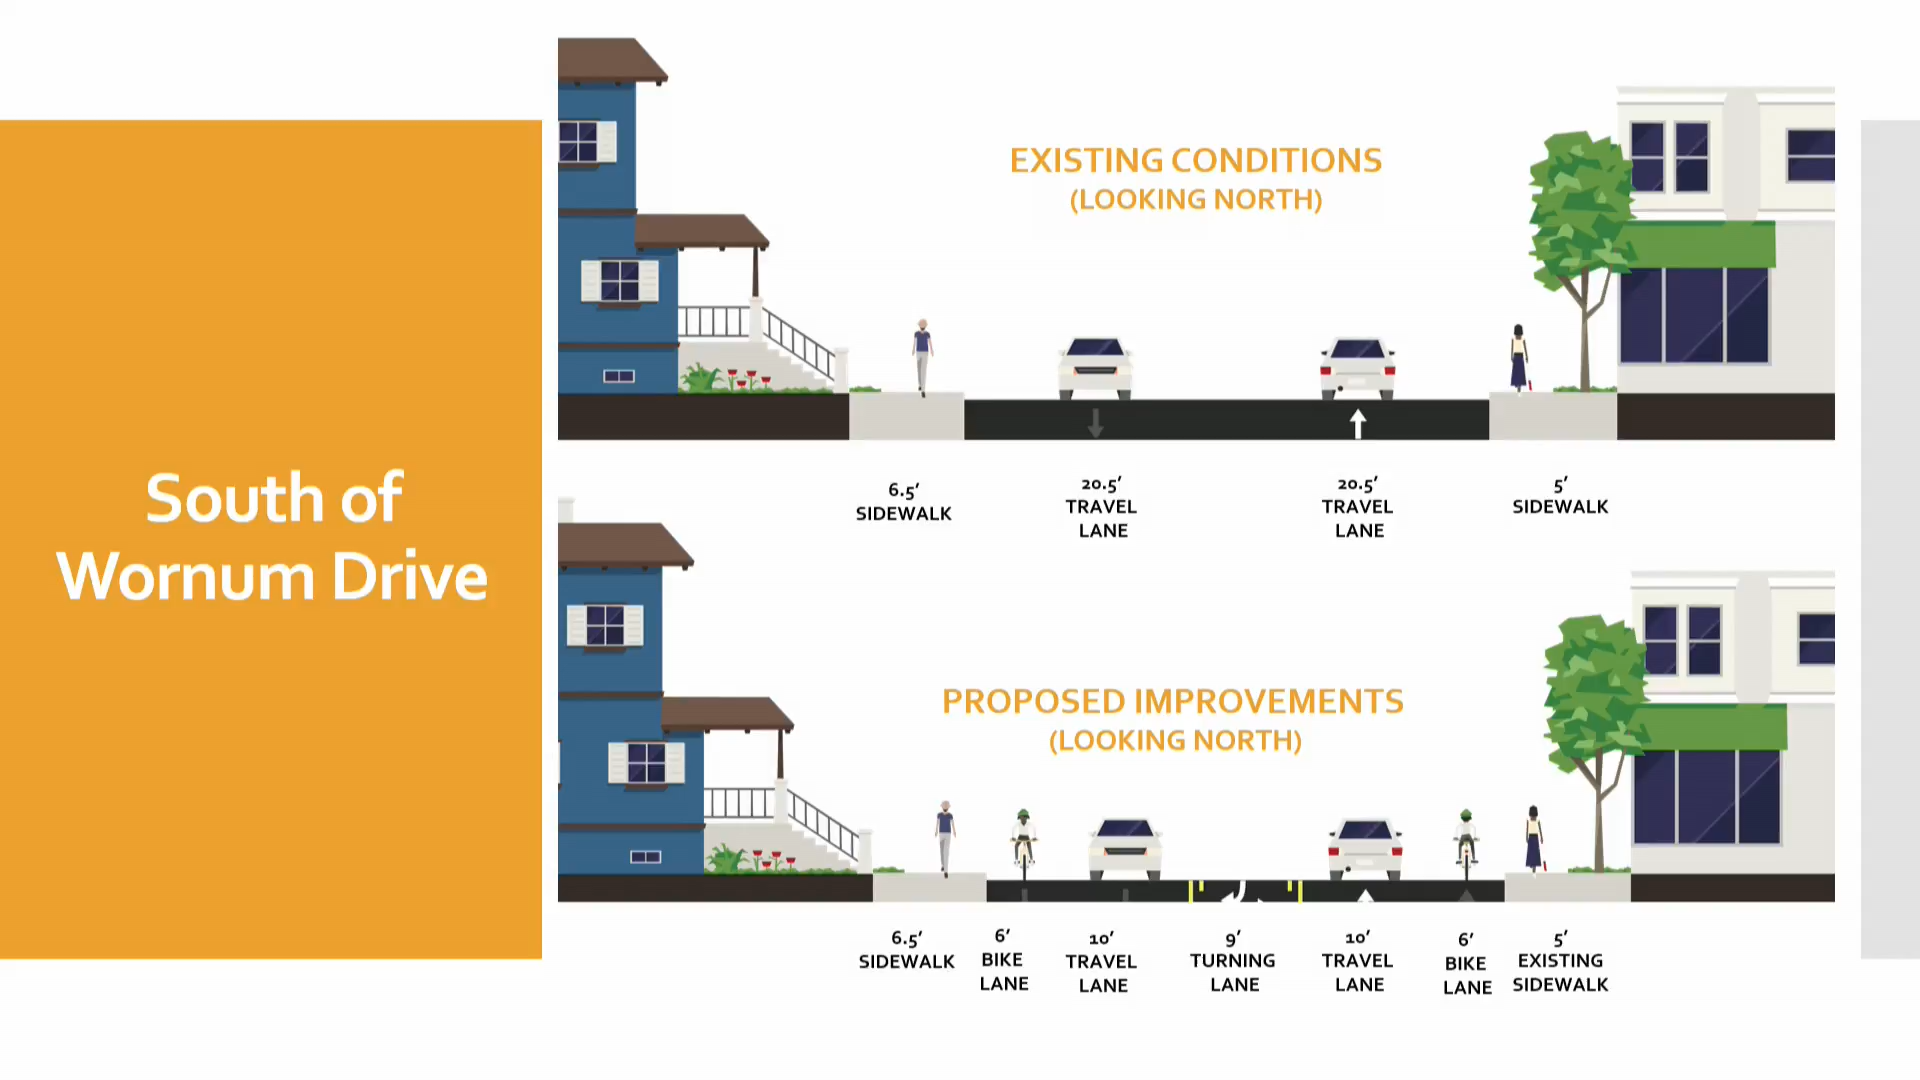 South of
Wornum Drive
EXISTING CONDITIONS
(LOOKING NORTH)
6.5’
SIDEWALK
20.5’
TRAVEL
LANE
20.5’
TRAVEL
LANE
5’
SIDEWALK
PROPOSED IMPROVEMENTS
(LOOKING NORTH)
6.5’
SIDEWALK
6’
BIKE
LANE
10’
TRAVEL
LANE
9’
TURNING
LANE
10’
TRAVEL
LANE
6’
BIKE
LANE
5’
EXISTING
SIDEWALK